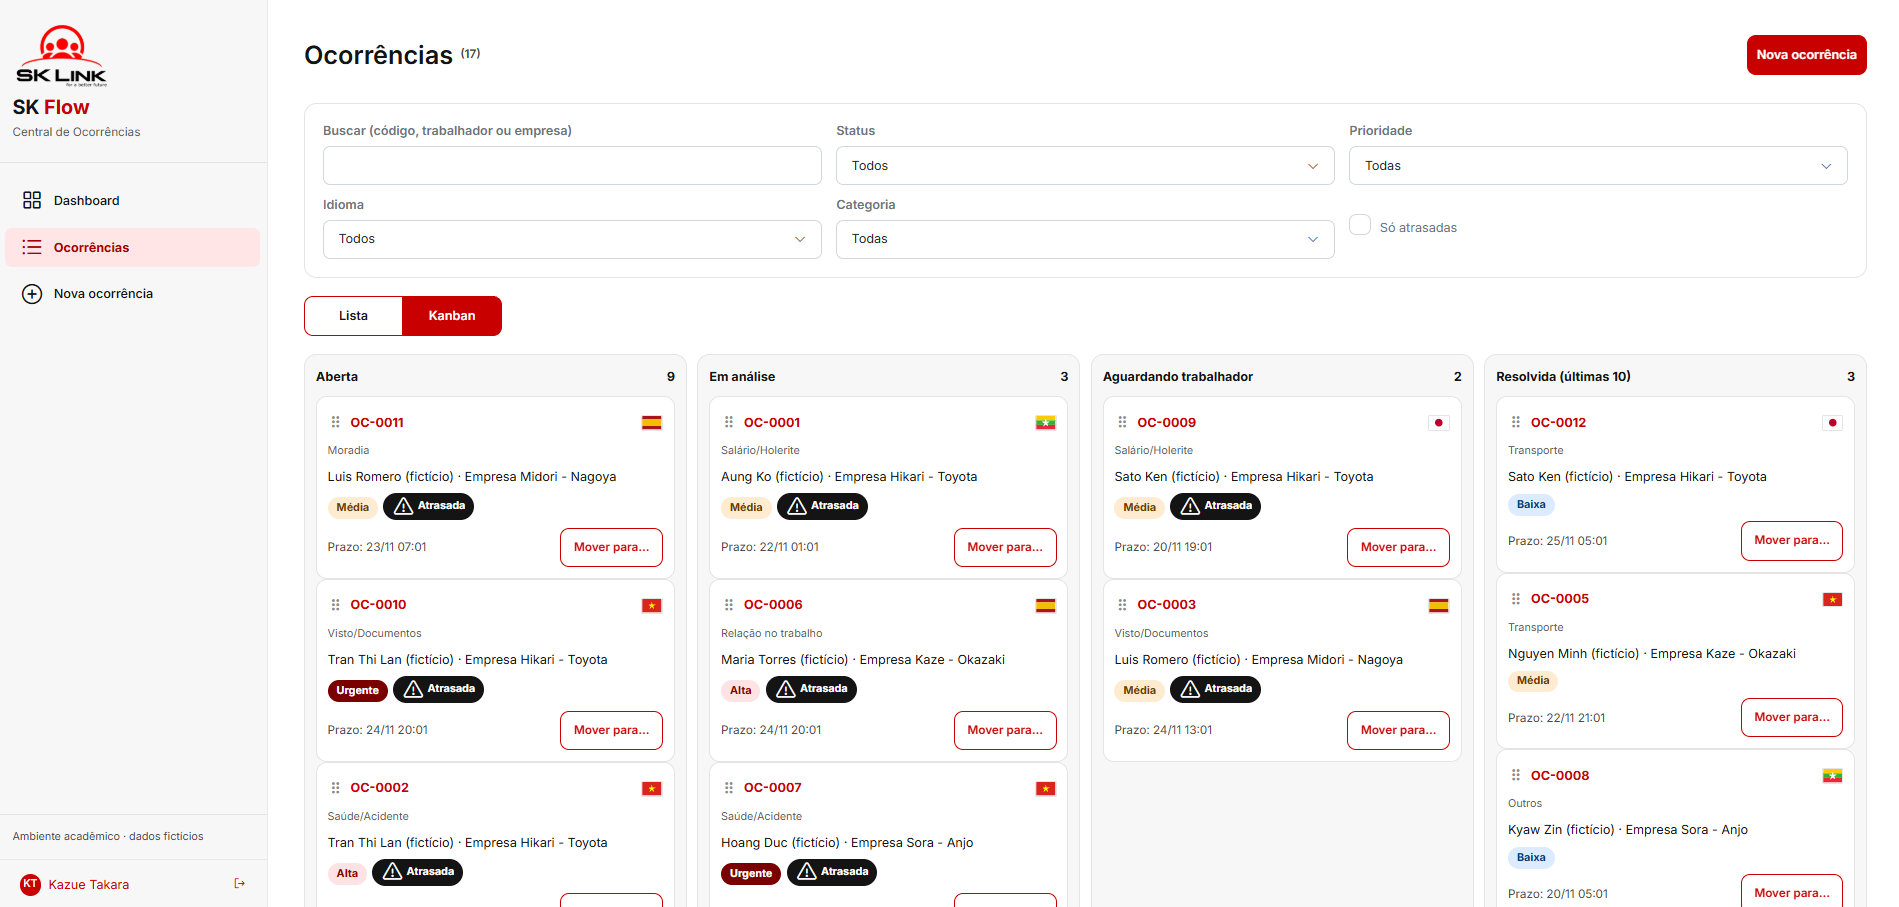 SK LINK
for a better future
SK Flow
Central de Ocorrências
Dashboard
Ocorrências
Nova ocorrência
Ambiente acadêmico · dados fictícios
KT Kazue Takara
Ocorrências (17)
Nova ocorrência
Buscar (código, trabalhador ou empresa)
Status
Todos
Prioridade
Todas
Idioma
Todos
Categoria
Todas
Só atrasadas
Lista
Kanban
Aberta 9
OC-0011
Moradia
Luis Romero (fictício) · Empresa Midori - Nagoya
Média Atrasada
Prazo: 23/11 07:01 Mover para...
OC-0010
Visto/Documentos
Tran Thi Lan (fictício) · Empresa Hikari - Toyota
Urgente Atrasada
Prazo: 24/11 20:01 Mover para...
OC-0002
Saúde/Acidente
Tran Thi Lan (fictício) · Empresa Hikari - Toyota
Alta Atrasada
Em análise 3
OC-0001
Salário/Holerite
Aung Ko (fictício) · Empresa Hikari - Toyota
Média Atrasada
Prazo: 22/11 01:01 Mover para...
OC-0006
Relação no trabalho
Maria Torres (fictício) · Empresa Kaze - Okazaki
Alta Atrasada
Prazo: 24/11 20:01 Mover para...
OC-0007
Saúde/Acidente
Hoang Duc (fictício) · Empresa Sora - Anjo
Urgente Atrasada
Aguardando trabalhador 2
OC-0009
Salário/Holerite
Sato Ken (fictício) · Empresa Hikari - Toyota
Média Atrasada
Prazo: 20/11 19:01 Mover para...
OC-0003
Visto/Documentos
Luis Romero (fictício) · Empresa Midori - Nagoya
Média Atrasada
Prazo: 24/11 13:01 Mover para...
Resolvida (últimas 10) 3
OC-0012
Transporte
Sato Ken (fictício) · Empresa Hikari - Toyota
Baixa
Prazo: 25/11 05:01 Mover para...
OC-0005
Transporte
Nguyen Minh (fictício) · Empresa Kaze - Okazaki
Média
Prazo: 22/11 21:01 Mover para...
OC-0008
Outros
Kyaw Zin (fictício) · Empresa Sora - Anjo
Baixa
Prazo: 20/11 05:01 Mover para...